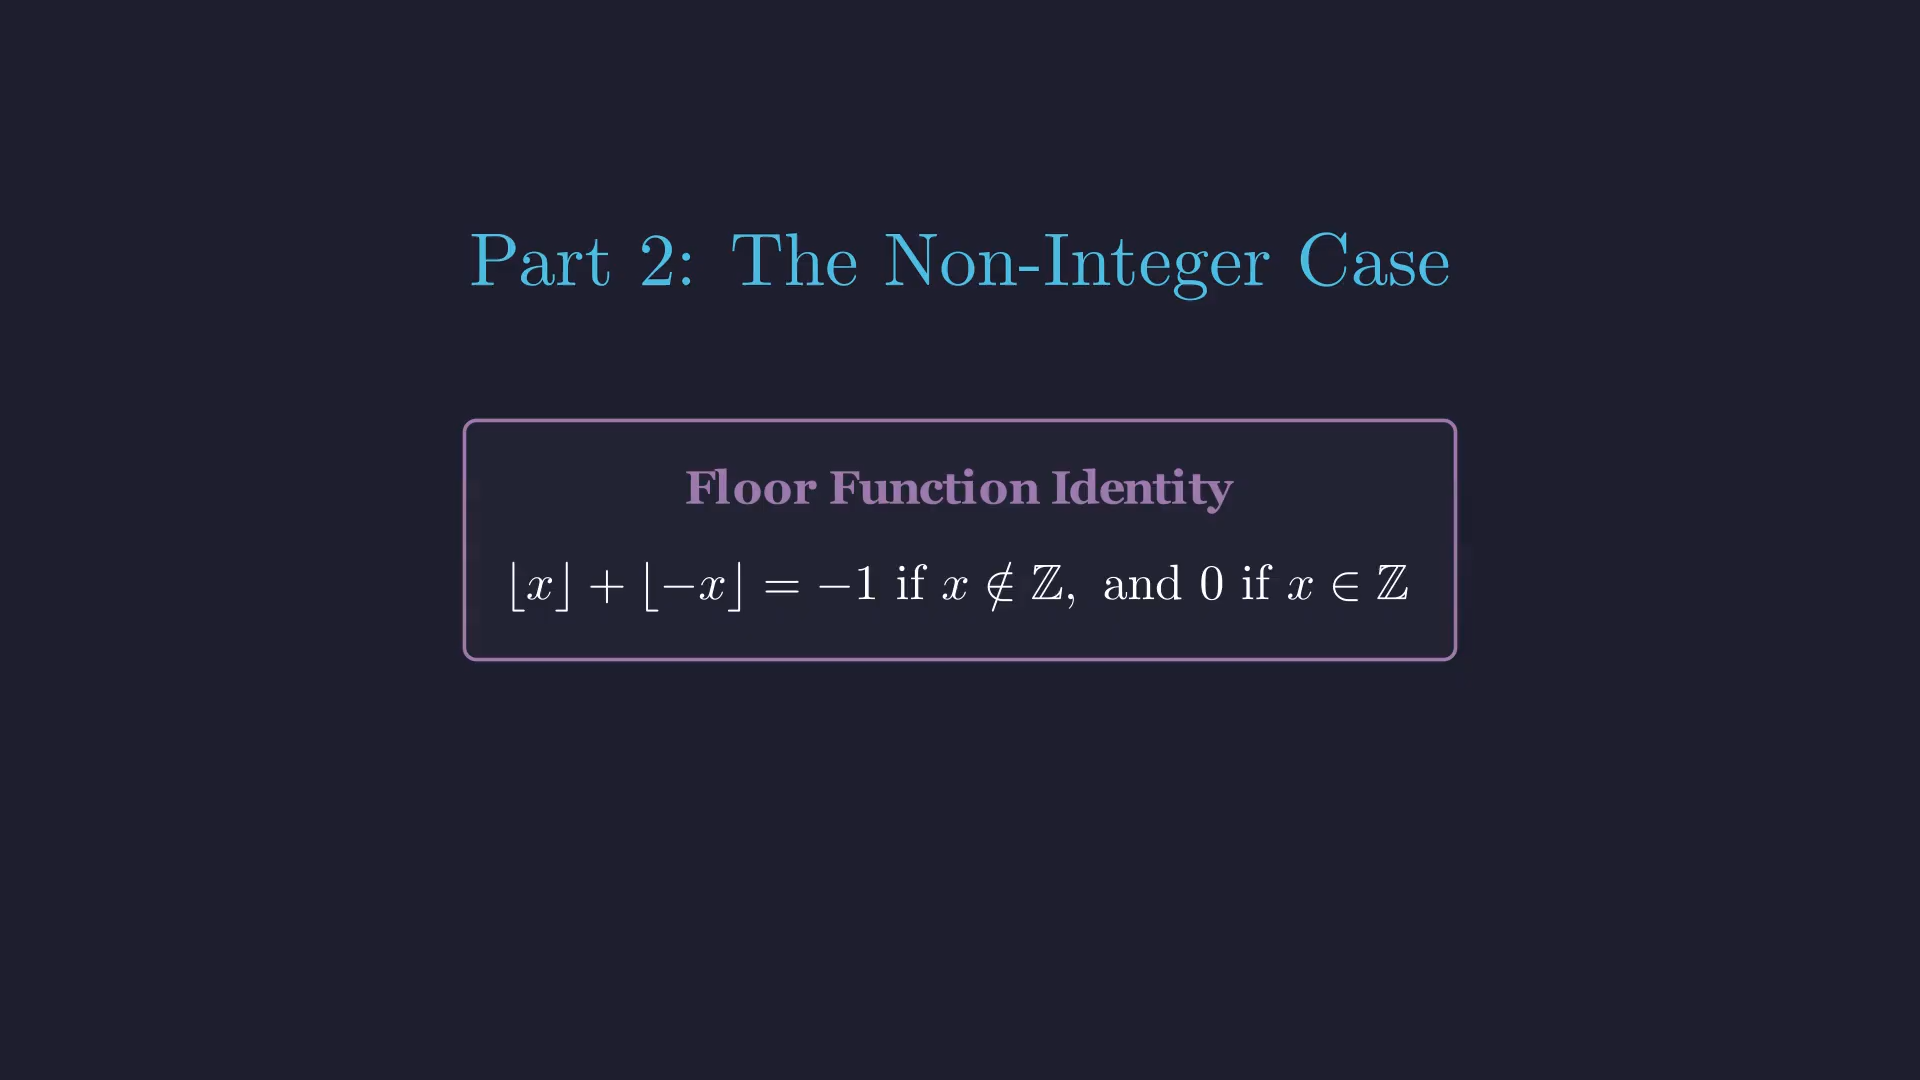 Part 2: The Non-Integer Case
Floor Function Identity
⌊x⌋ + ⌊−x⌋ = −1 if x ∉ ℤ, and 0 if x ∈ ℤ